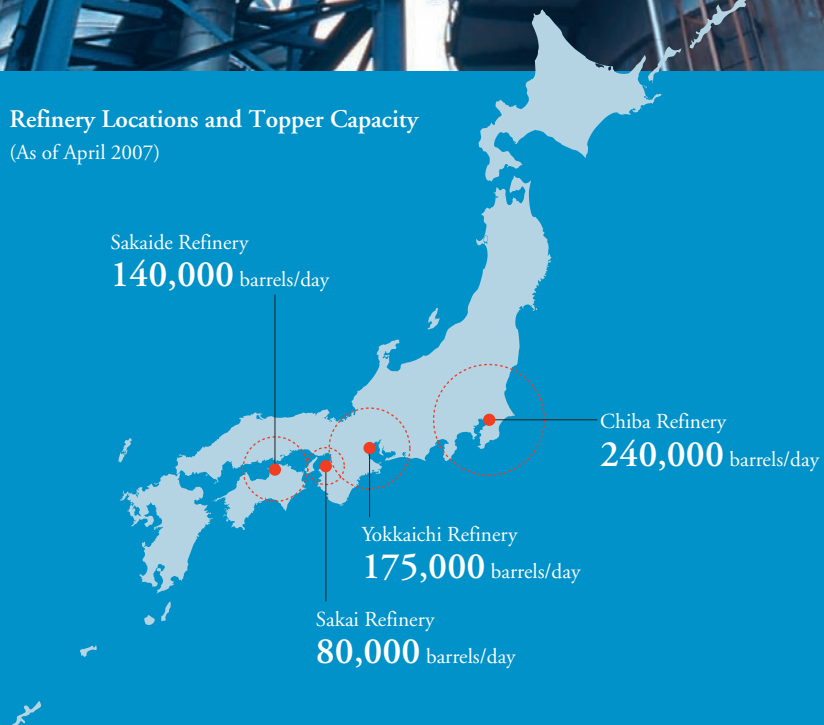 Refinery Locations and Topper Capacity
(As of April 2007)
Sakaide Refinery
140,000 barrels/day
Chiba Refinery
240,000 barrels/day
Yokkaichi Refinery
175,000 barrels/day
Sakai Refinery
80,000 barrels/day